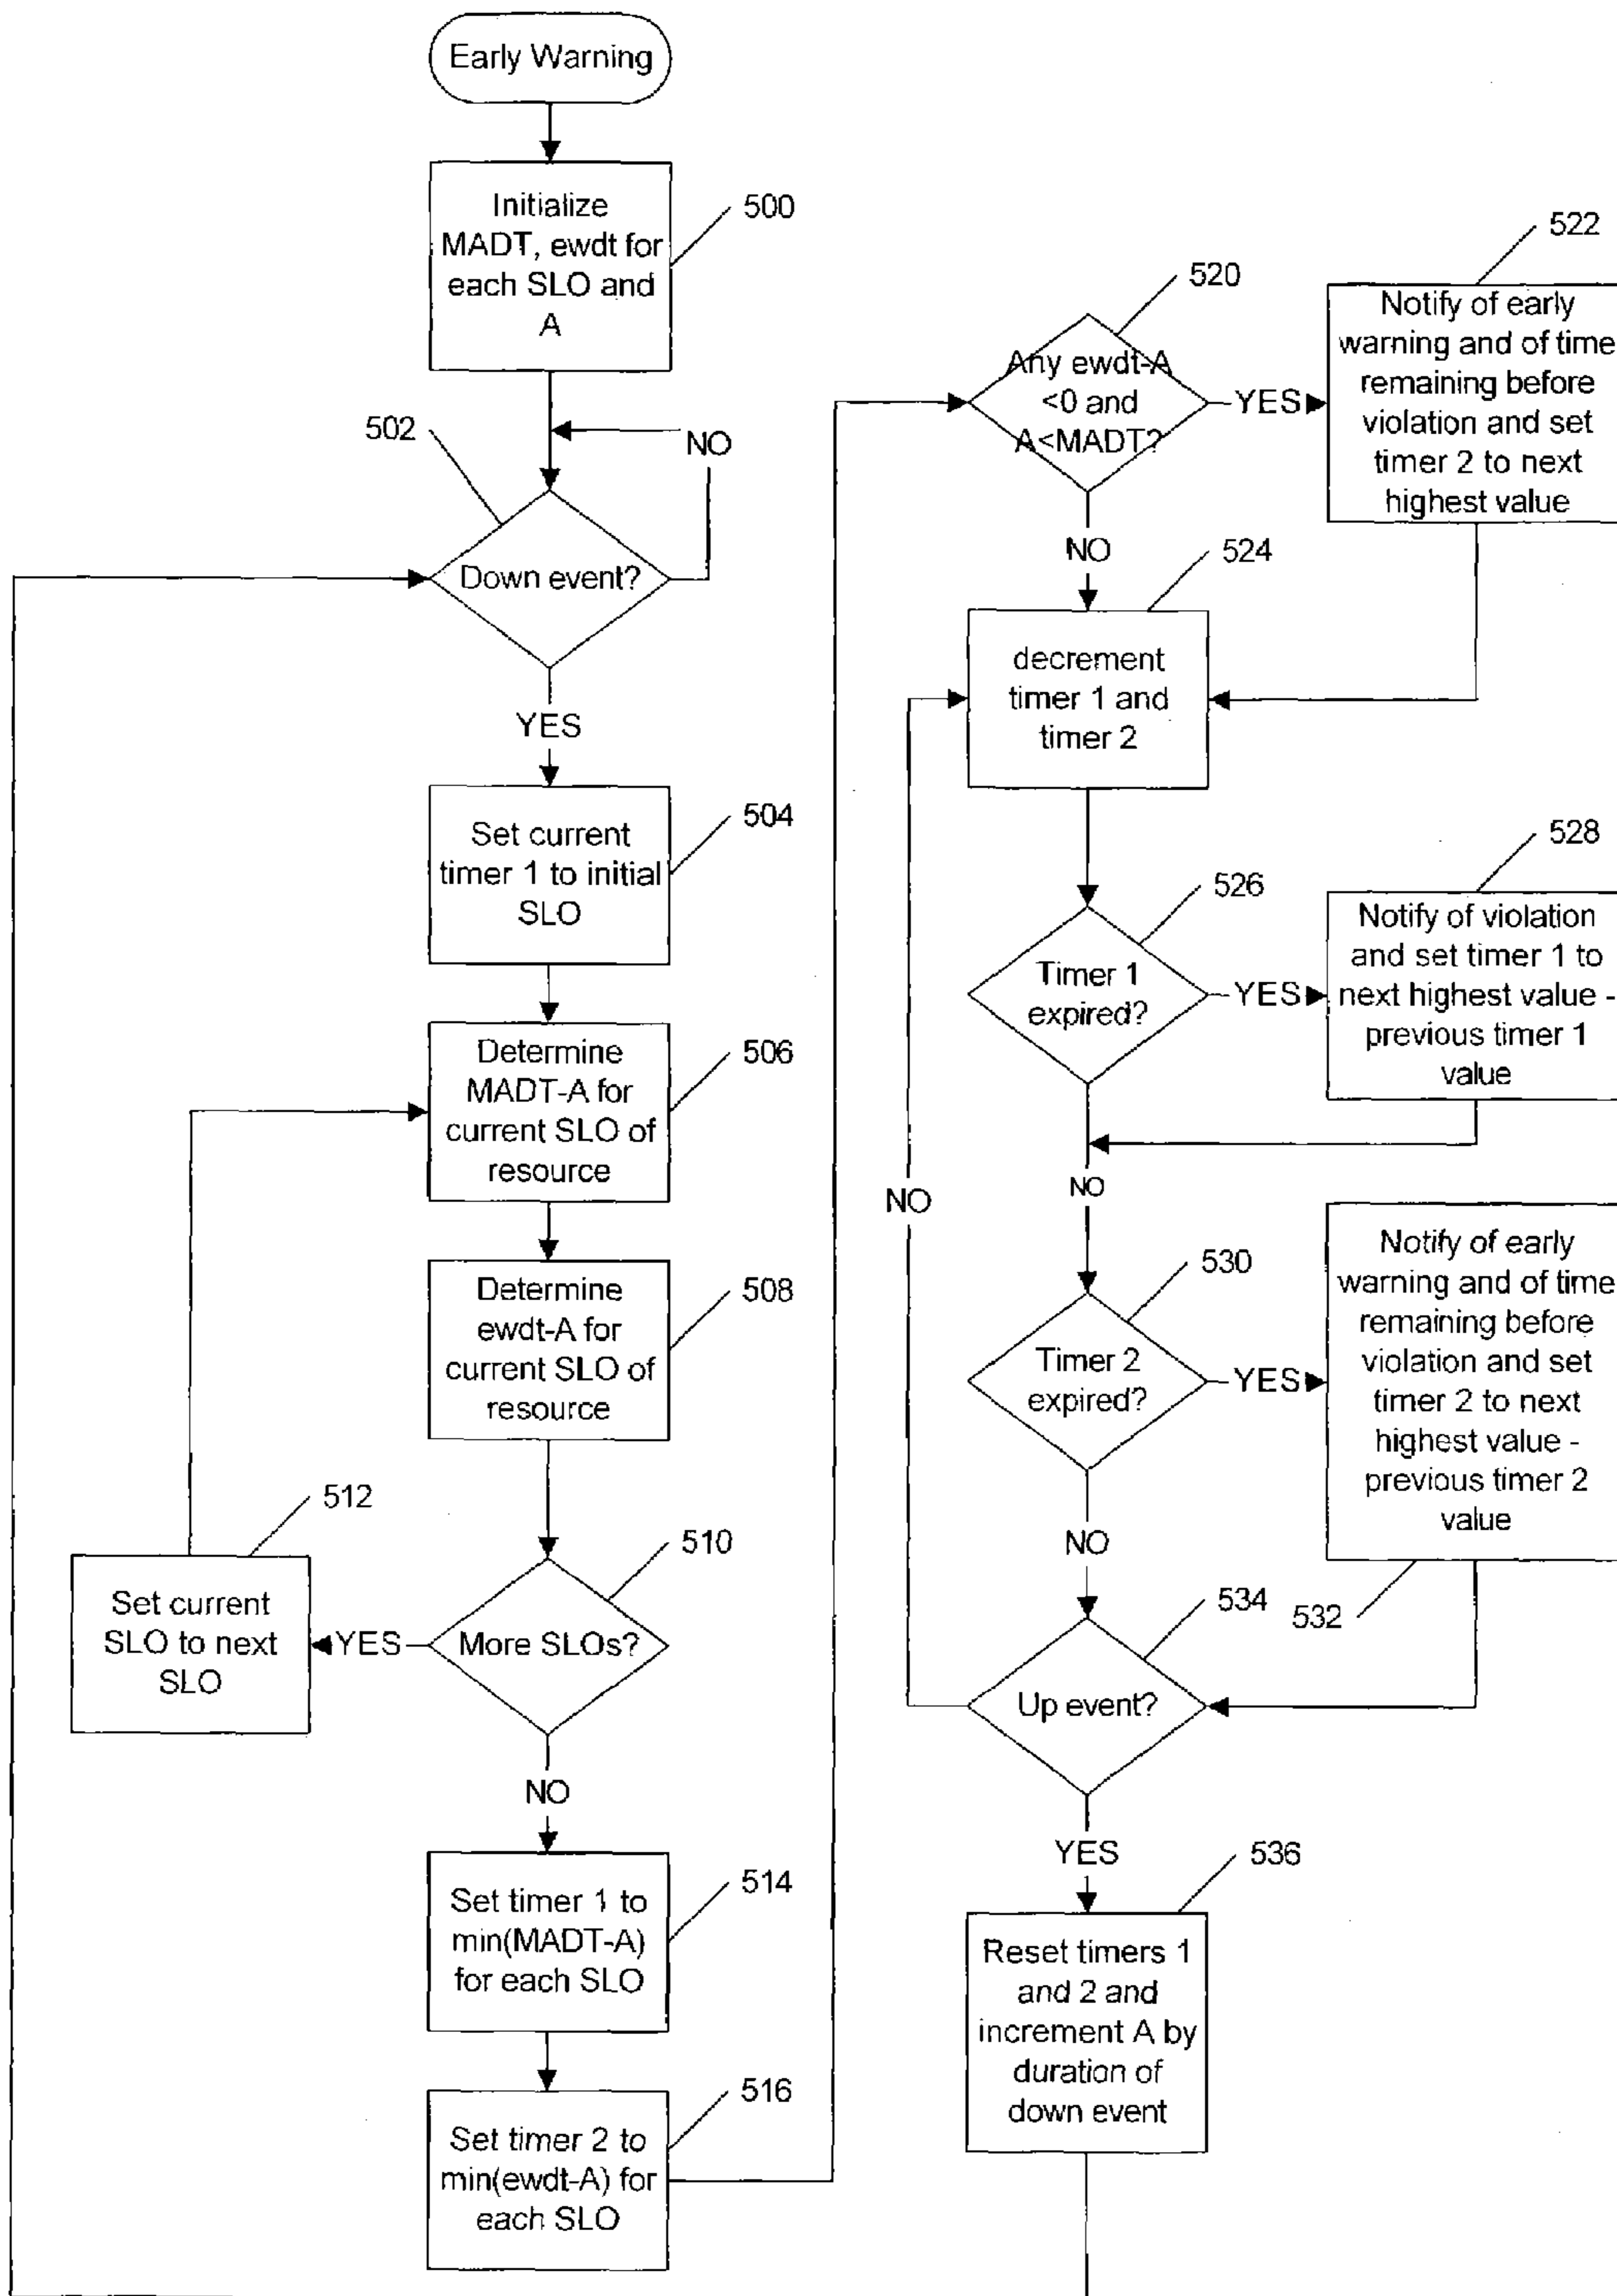 Early Warning
Initialize
MADT, ewdt for
each SLO and
A
500
NO
502
Down event?
YES
Set current
timer 1 to initial
SLO
504
Determine
MADT-A for
current SLO of
resource
506
Determine
ewdt-A for
current SLO of
resource
508
512
510
Set current
SLO to next
SLO
YES
More SLOs?
NO
Set timer 1 to
min(MADT-A)
for each SLO
514
Set timer 2 to
min(ewdt-A) for
each SLO
516
520
Any ewdt-A
<0 and
A<MADT?
YES
522
Notify of early
warning and of time
remaining before
violation and set
timer 2 to next
highest value
NO
524
decrement
timer 1 and
timer 2
526
Timer 1
expired?
YES
528
Notify of violation
and set timer 1 to
next highest value -
previous timer 1
value
NO
NO
530
Timer 2
expired?
YES
Notify of early
warning and of time
remaining before
violation and set
timer 2 to next
highest value -
previous timer 2
value
532
NO
534
Up event?
YES
536
Reset timers 1
and 2 and
increment A by
duration of
down event